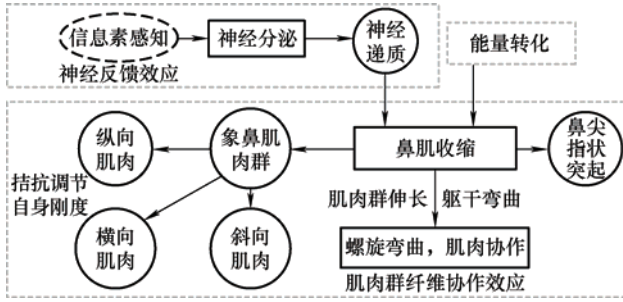 信息素感知
神经分泌
神经
递质
神经反馈效应
能量转化
纵向
肌肉
象鼻肌
肉群
鼻肌收缩
鼻尖
指状
突起
拮抗调节
自身刚度
肌肉群伸长
躯干弯曲
横向
肌肉
斜向
肌肉
螺旋弯曲，肌肉协作
肌肉群纤维协作效应